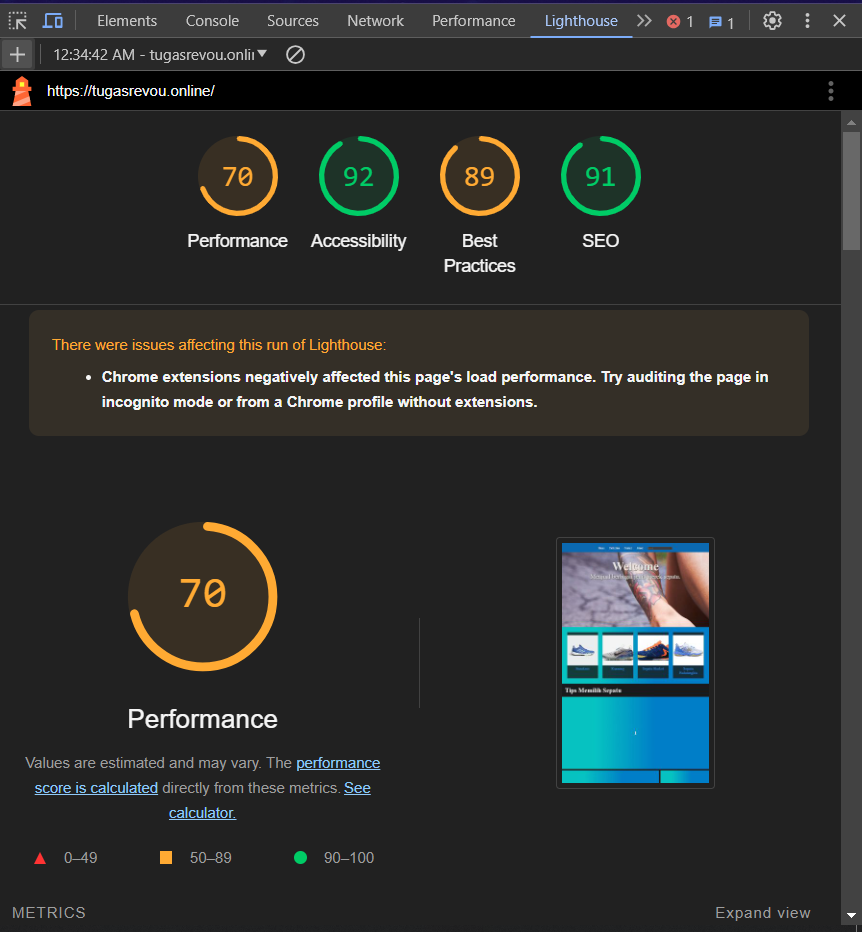 Elements Console Sources Network Performance Lighthouse 1 1
12:34:42 AM - tugasrevou.onlin
https://tugasrevou.online/
70 92 89 91
Performance Accessibility Best SEO
Practices
There were issues affecting this run of Lighthouse:
• Chrome extensions negatively affected this page's load performance. Try auditing the page in
incognito mode or from a Chrome profile without extensions.
70
Welcome
Tips Memilih Sepatu
Performance
Values are estimated and may vary. The performance
score is calculated directly from these metrics. See
calculator.
0–49 50–89 90–100
METRICS Expand view